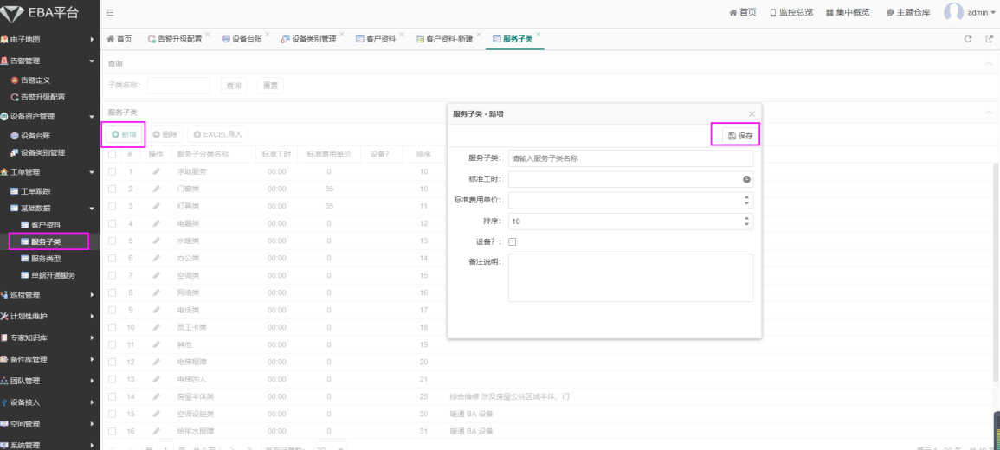 EBA平台
首页 监控总览 集中概览 主题仓库 admin
首页 告警升级配置 设备台账 设备类别管理 客户资料 客户资料-新建 服务子类
电子地图
告警管理
告警定义
告警升级配置
设备资产管理
设备台账
设备类别管理
工单管理
工单跟踪
基础数据
客户资料
服务子类
服务类型
单据开通服务
巡检管理
计划性维护
专家知识库
备件库管理
团队管理
设备接入
空间管理
系统管理
查询
子类名称: 查询 重置
服务子类
新增 删除 EXCEL导入
# 操作 服务子分类名称 标准工时 标准费用单价 设备? 排序
1 求助服务 00:00 0 10
2 门窗类 00:00 35 10
3 灯具类 00:00 35 11
4 电器类 00:00 0 12
5 水暖类 00:00 0 13
6 办公类 00:00 0 14
7 空调类 00:00 0 15
8 网络类 00:00 0 16
9 电话类 00:00 0 17
10 员工卡类 00:00 0 18
11 其他 00:00 0 19
12 电梯报障 00:00 0 20
13 电梯困人 00:00 0 21
14 房屋本体类 00:00 0 25 综合维修 涉及房屋公共区域本体、门
15 空调设施类 00:00 0 30 暖通 BA 设备
16 给排水报障 00:00 0 31 暖通 BA 设备
服务子类 - 新增
保存
服务子类: 请输入服务子类名称
标准工时:
标准费用单价:
排序: 10
设备? :
备注说明: